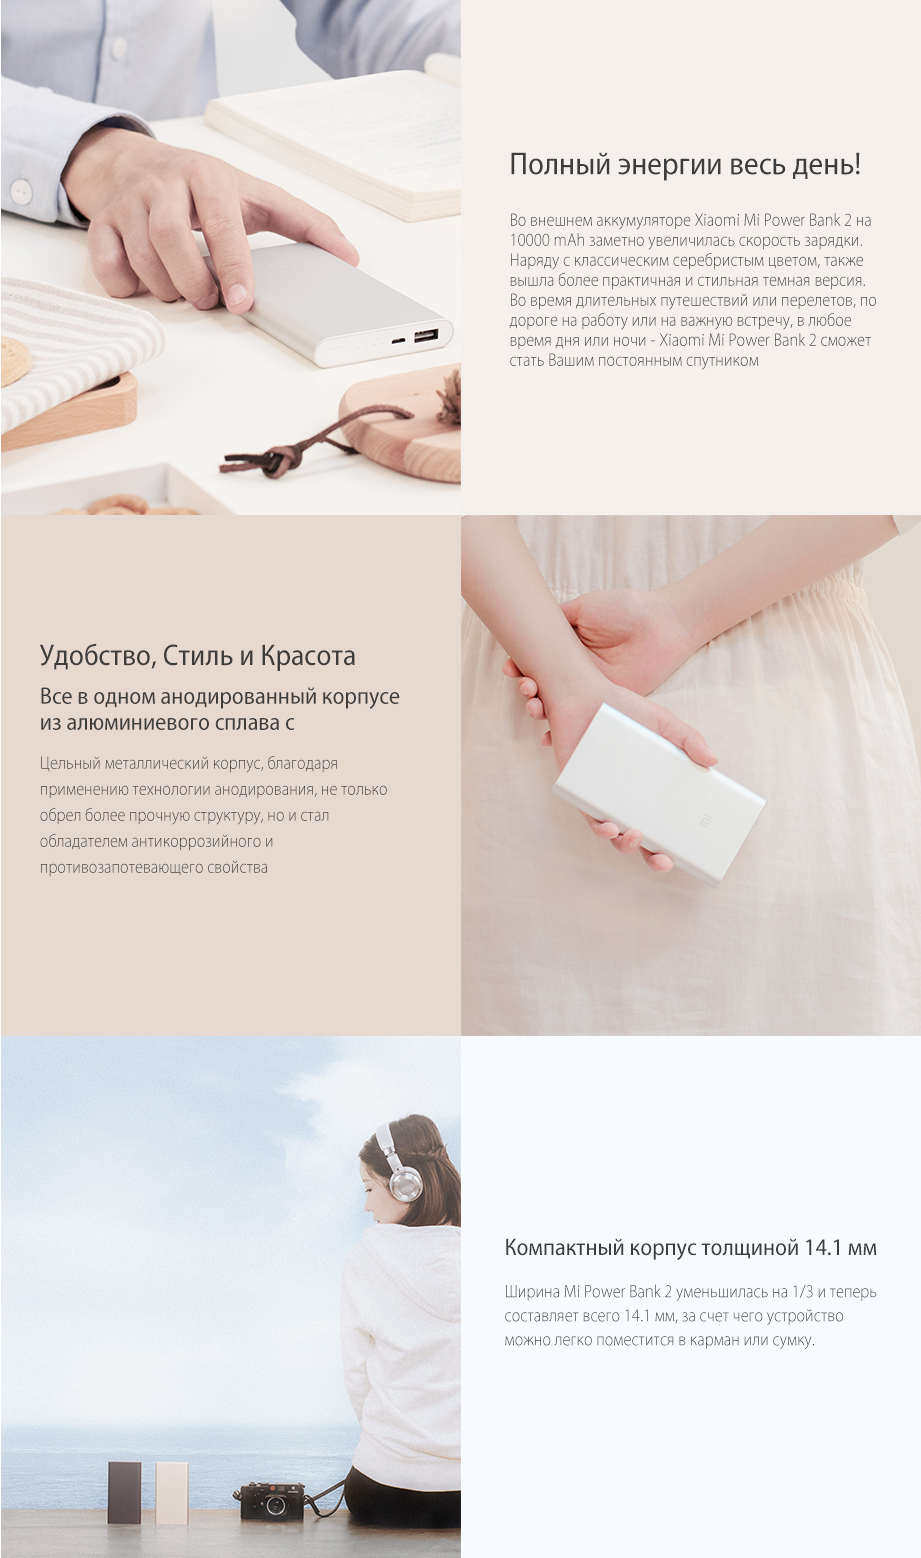 Полный энергии весь день!
Во внешнем аккумуляторе Xiaomi Mi Power Bank 2 на
10000 mAh заметно увеличилась скорость зарядки.
Наряду с классическим серебристым цветом, также
вышла более практичная и стильная темная версия.
Во время длительных путешествий или перелетов, по
дороге на работу или на важную встречу, в любое
время дня или ночи - Xiaomi Mi Power Bank 2 сможет
стать Вашим постоянным спутником
Удобство, Стиль и Красота
Все в одном анодированный корпусе
из алюминиевого сплава с
Цельный металлический корпус, благодаря
применению технологии анодирования, не только
обрел более прочную структуру, но и стал
обладателем антикоррозийного и
противозапотевающего свойства
mi
Компактный корпус толщиной 14.1 мм
Ширина Mi Power Bank 2 уменьшилась на 1/3 и теперь
составляет всего 14.1 мм, за счет чего устройство
можно легко поместится в карман или сумку.